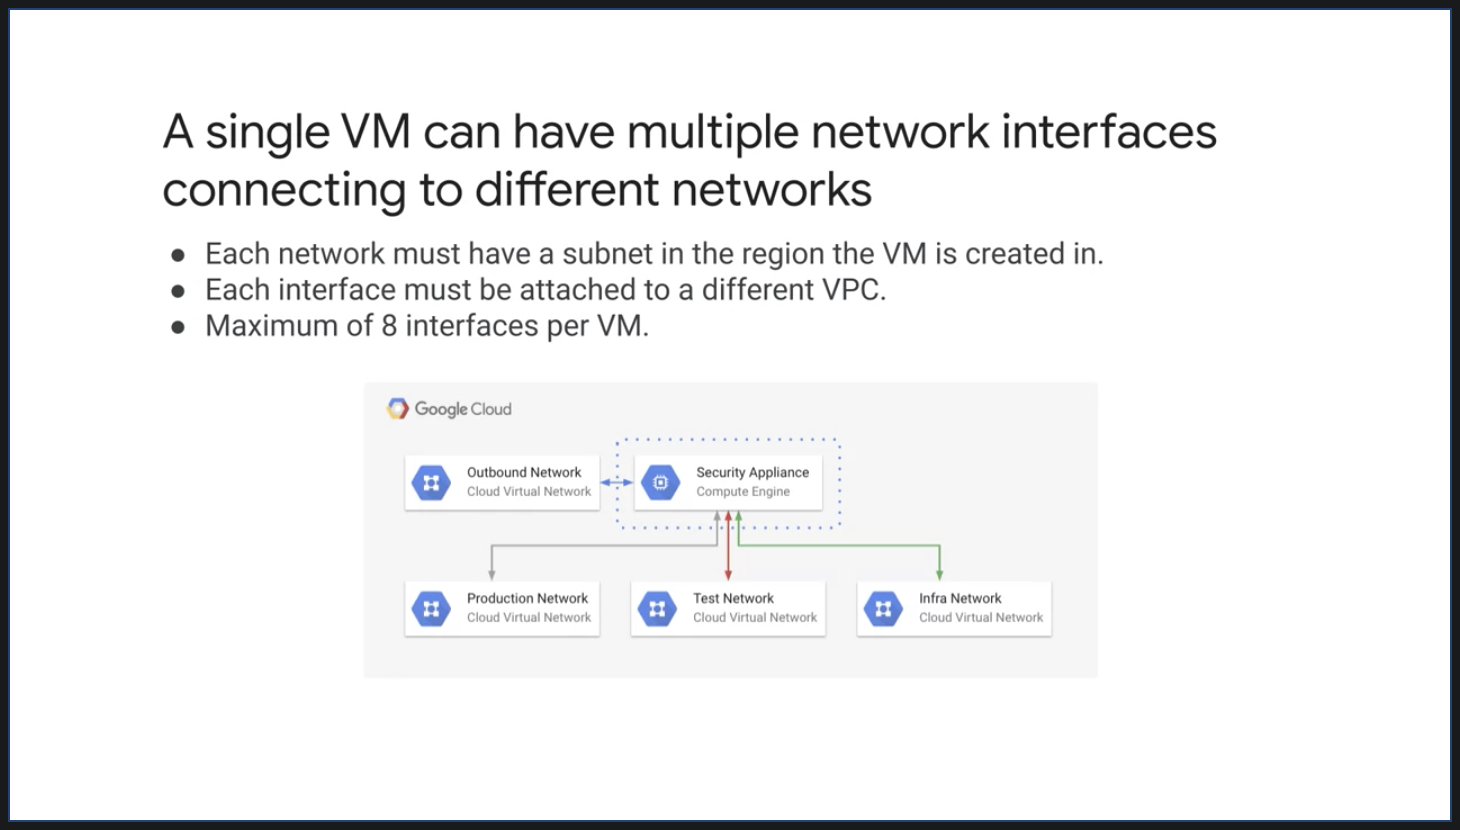 A single VM can have multiple network interfaces
connecting to different networks
● Each network must have a subnet in the region the VM is created in.
● Each interface must be attached to a different VPC.
● Maximum of 8 interfaces per VM.
Google Cloud
Outbound Network
Cloud Virtual Network
Security Appliance
Compute Engine
Production Network
Cloud Virtual Network
Test Network
Cloud Virtual Network
Infra Network
Cloud Virtual Network